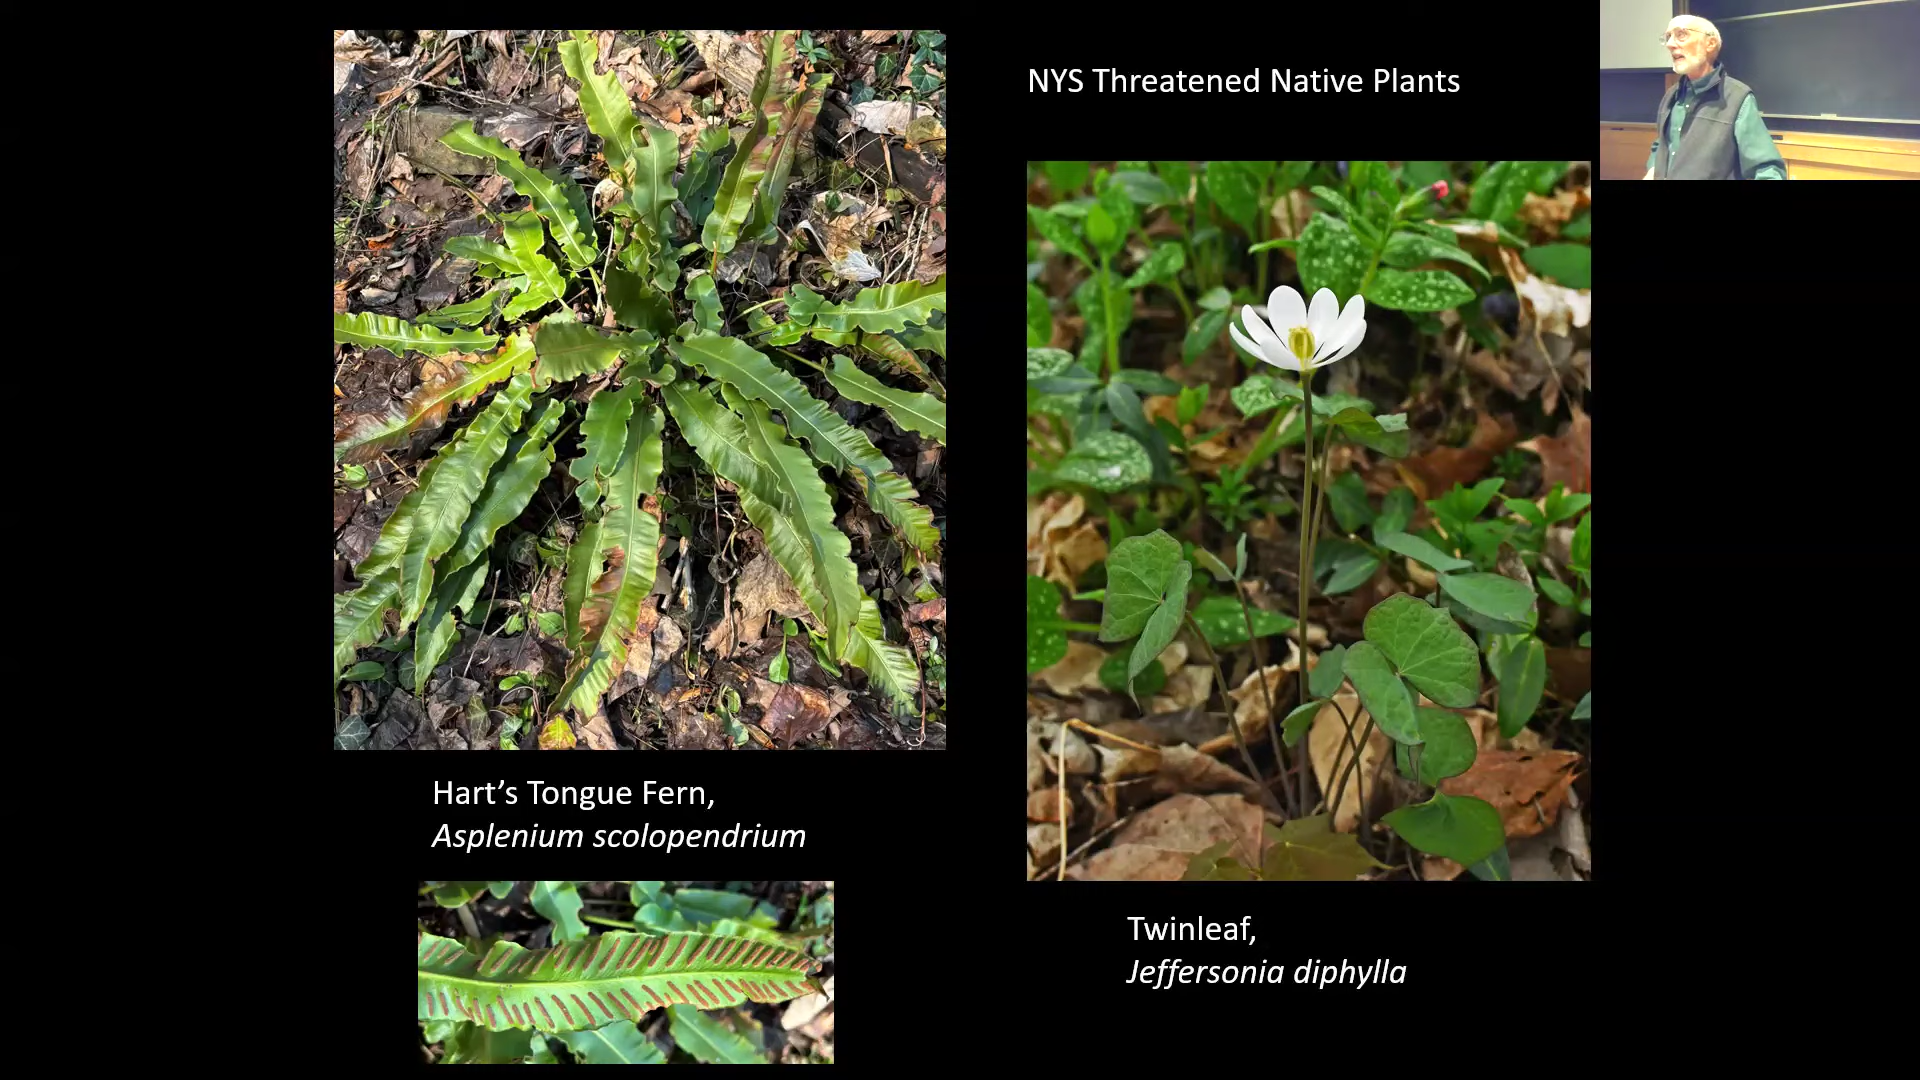 NYS Threatened Native Plants
Hart’s Tongue Fern,
Asplenium scolopendrium
Twinleaf,
Jeffersonia diphylla